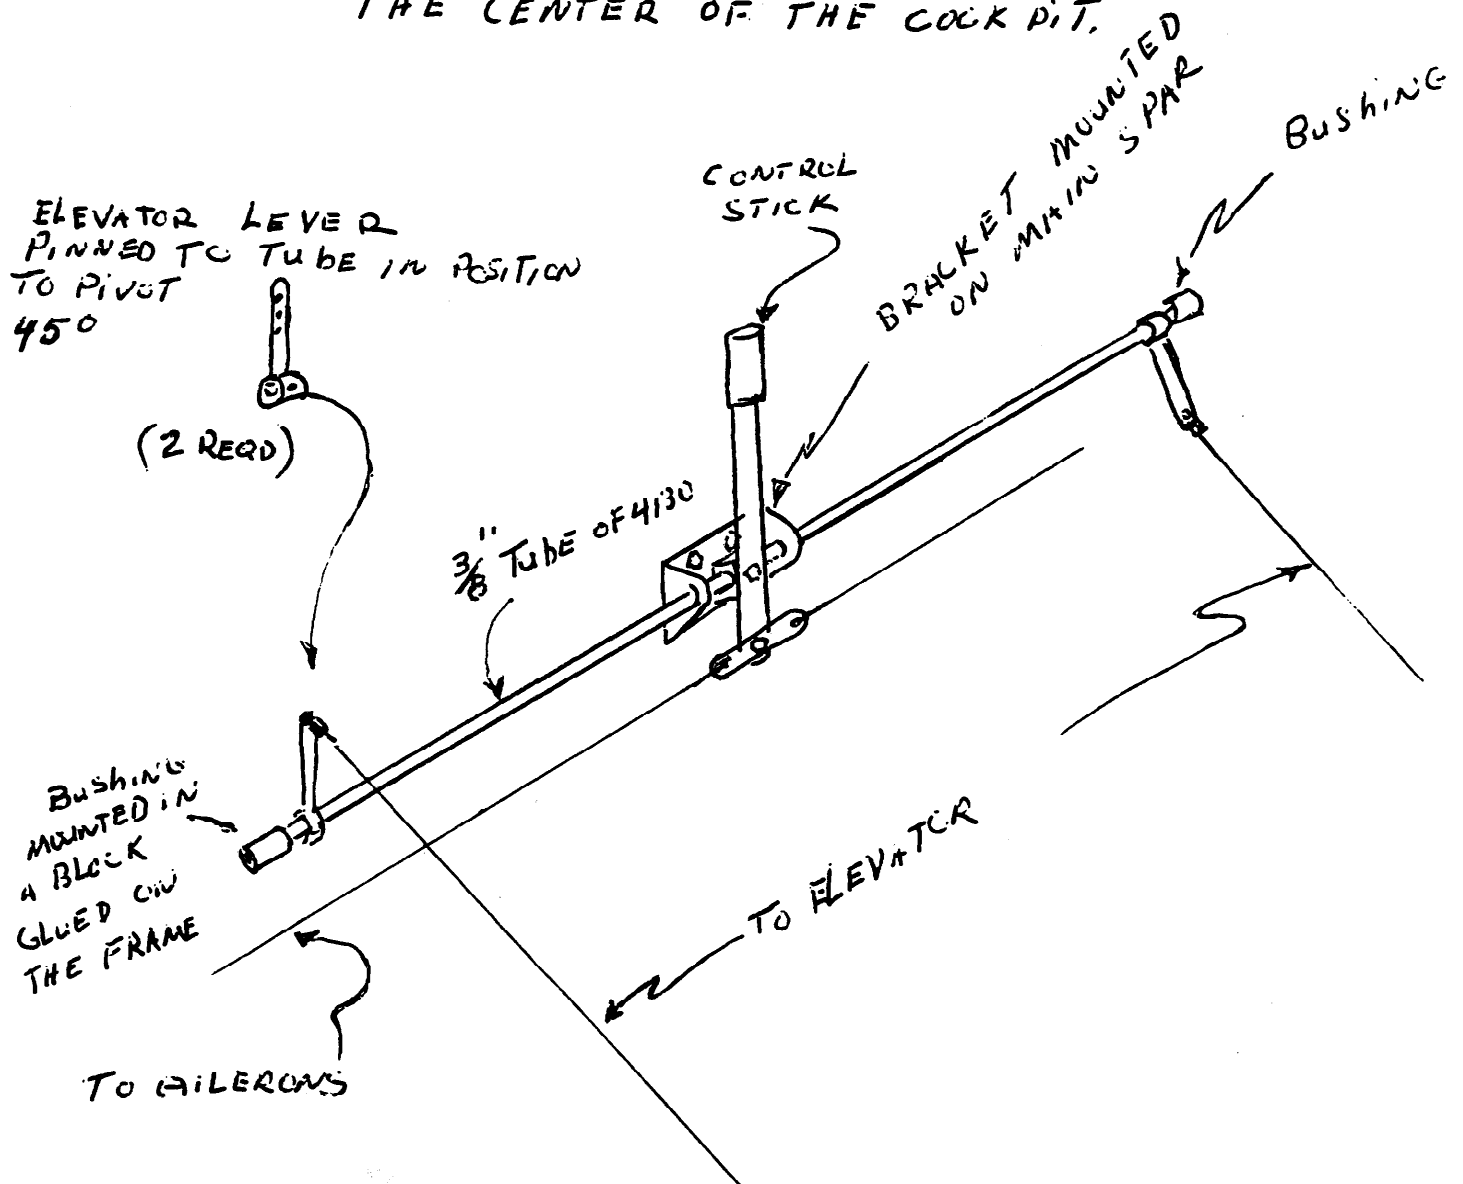 THE CENTER OF THE COCKPIT.
ELEVATOR LEVER
PINNED TO TUBE IN POSITION
TO PIVOT
45°
(2 REQD)
CONTROL
STICK
BRACKET MOUNTED
ON MAIN SPAR
BUSHING
3/8" TUBE OF 4130
BUSHING
MOUNTED IN
A BLOCK
GLUED ON
THE FRAME
TO AILERONS
TO ELEVATOR